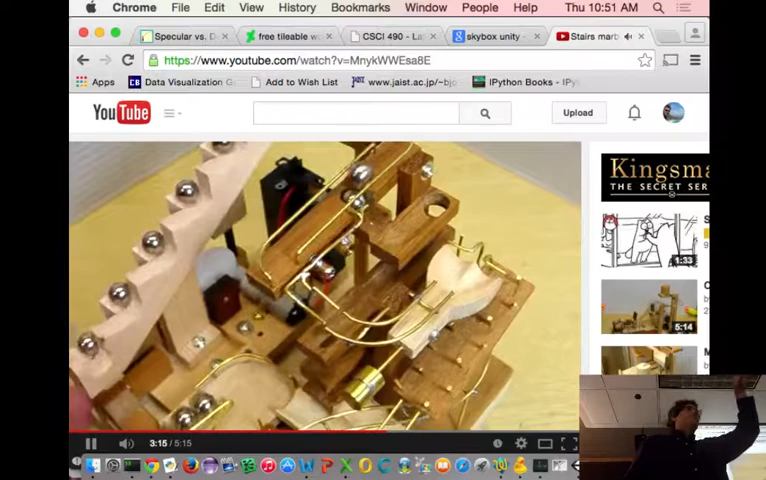 Chrome File Edit View History Bookmarks Window People Help Thu 10:51 AM
Specular vs. D free tileable w CSCI 490 - La skybox unity - Stairs marb
https://www.youtube.com/watch?v=MnykWWEsa8E
Apps Data Visualization G Add to Wish List www.jaist.ac.jp/~bjo IPython Books - IPy
YouTube Upload
Kingsma
THE SECRET SER
1:33
5:14
3:15 / 5:15